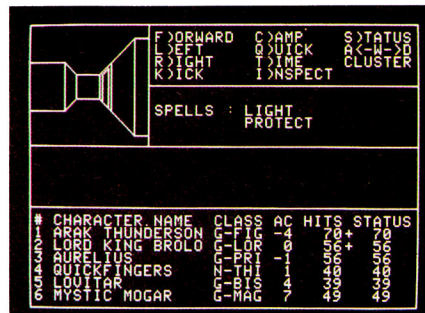 F)ORWARD C)AMP S)TATUS
L)EFT Q)UICK A<-W->D
R)IGHT T)IME CLUSTER
K)ICK I)NSPECT
SPELLS : LIGHT
PROTECT
# CHARACTER NAME CLASS AC HITS STATUS
1 ARAK THUNDERSON G-FIG -4 70+ 70
2 LORD KING BROLO G-LOR 0 56+ 56
3 AURELIUS G-PRI -1 56 56
4 QUICKFINGERS N-THI 1 40 40
5 LOVITAR G-BIS 4 39 39
6 MYSTIC MOGAR G-MAG 7 49 49